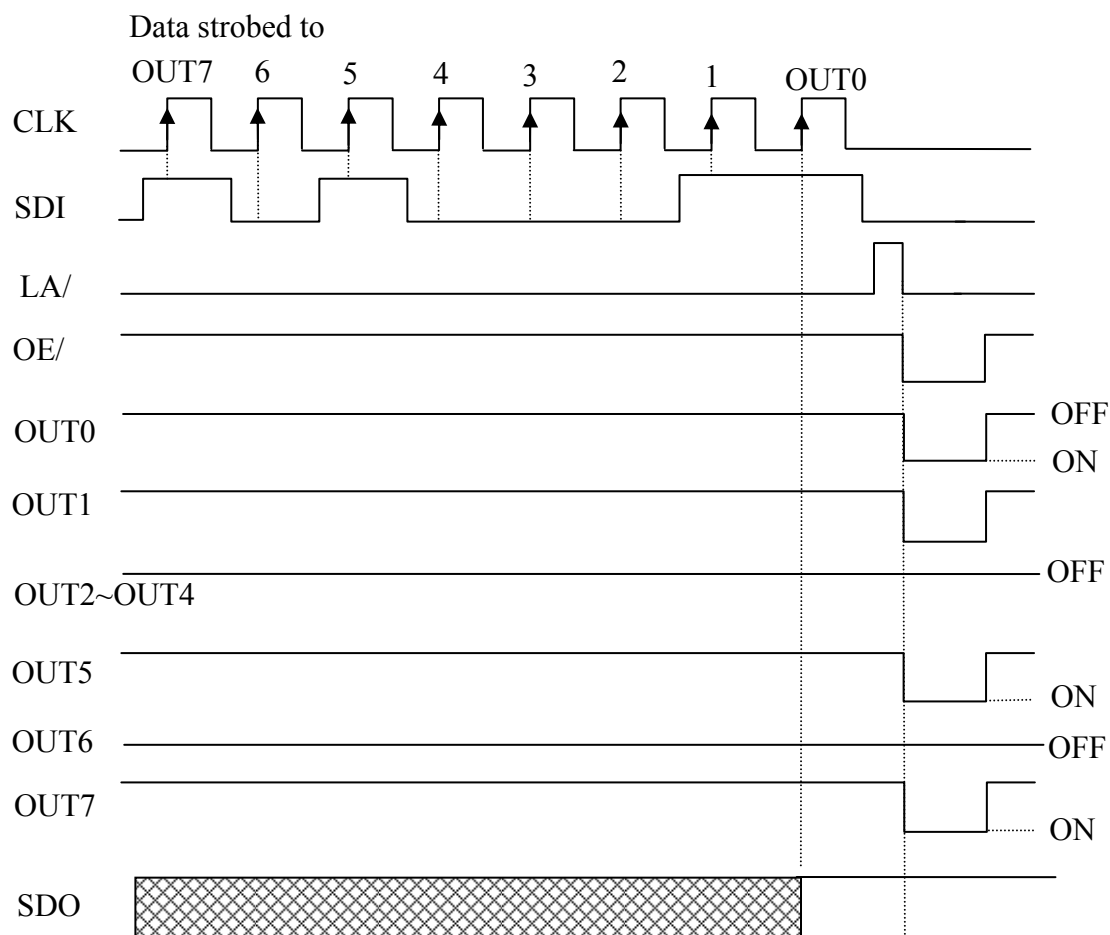 Data strobed to
OUT7 6 5 4 3 2 1 OUT0
CLK
SDI
LA/
OE/
OUT0
OFF
ON
OUT1
OUT2~OUT4
OFF
OUT5
ON
OUT6
OFF
OUT7
ON
SDO